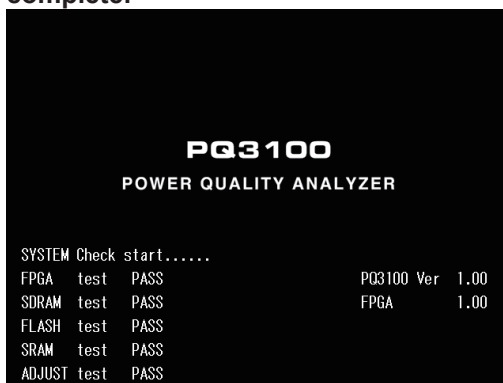 complete.
PQ3100
POWER QUALITY ANALYZER
SYSTEM Check start......
FPGA test PASS PQ3100 Ver 1.00
SDRAM test PASS FPGA 1.00
FLASH test PASS
SRAM test PASS
ADJUST test PASS